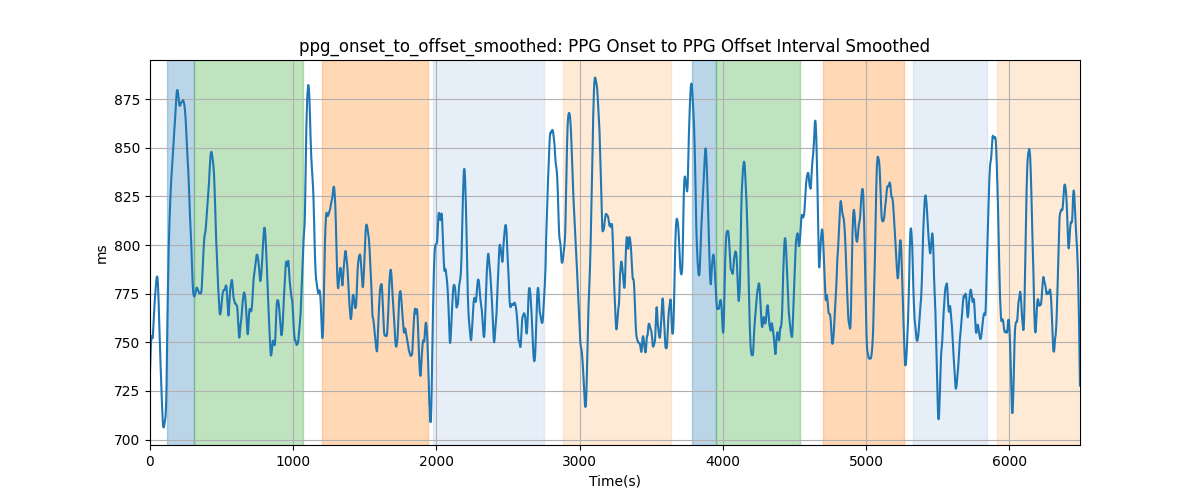 ppg_onset_to_offset_smoothed: PPG Onset to PPG Offset Interval Smoothed
875
850
825
800
775
750
725
700
ms
0 1000 2000 3000 4000 5000 6000
Time(s)